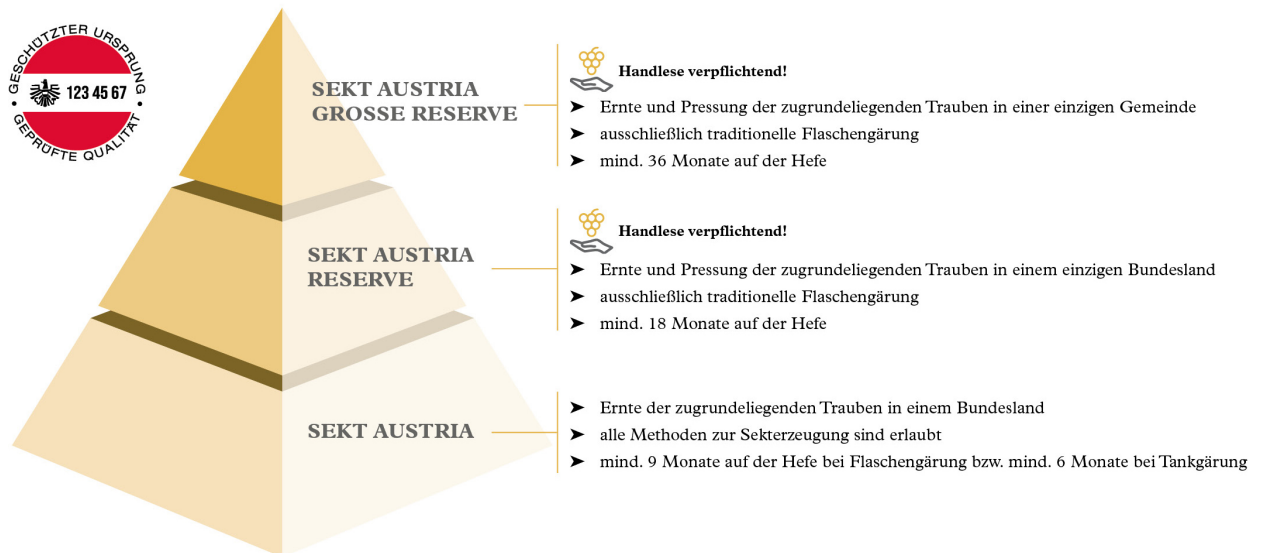 GESCHÜTZTER URSPRUNG
123 45 67
GEPRÜFTE QUALITÄT
SEKT AUSTRIA
GROSSE RESERVE
Handlese verpflichtend!
➤ Ernte und Pressung der zugrundeliegenden Trauben in einer einzigen Gemeinde
➤ ausschließlich traditionelle Flaschengärung
➤ mind. 36 Monate auf der Hefe
SEKT AUSTRIA
RESERVE
Handlese verpflichtend!
➤ Ernte und Pressung der zugrundeliegenden Trauben in einem einzigen Bundesland
➤ ausschließlich traditionelle Flaschengärung
➤ mind. 18 Monate auf der Hefe
SEKT AUSTRIA
➤ Ernte der zugrundeliegenden Trauben in einem Bundesland
➤ alle Methoden zur Sekterzeugung sind erlaubt
➤ mind. 9 Monate auf der Hefe bei Flaschengärung bzw. mind. 6 Monate bei Tankgärung